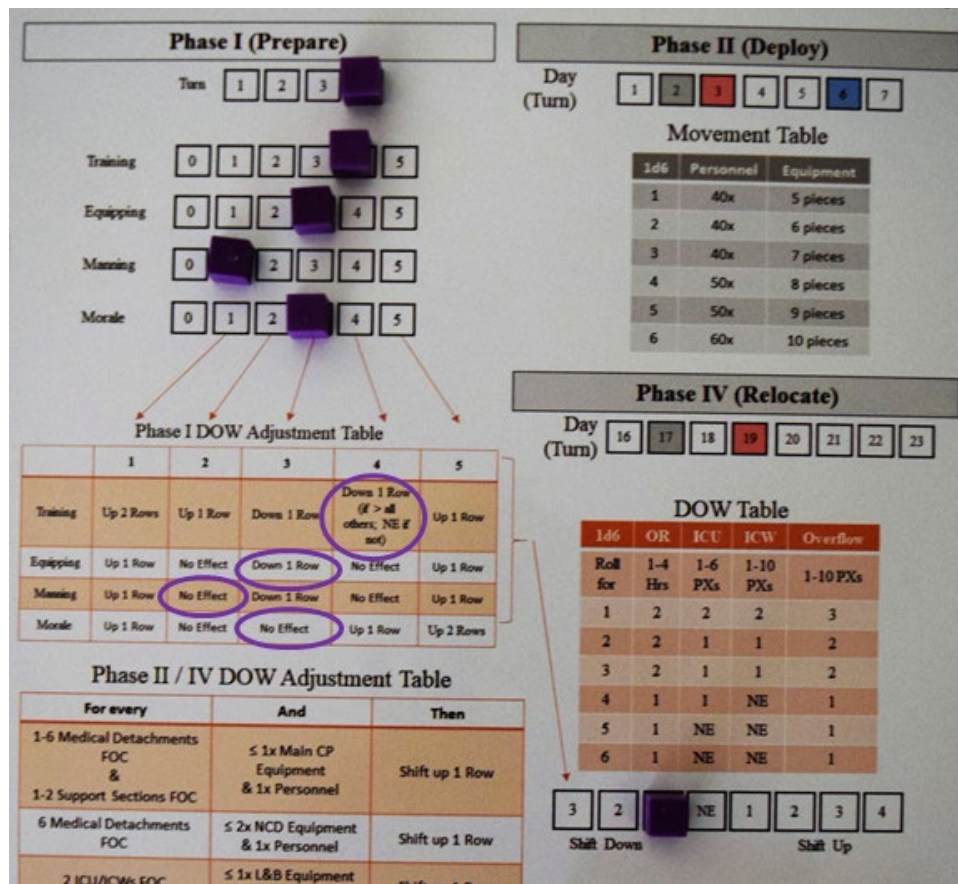 Phase I (Prepare)
Turn 1 2 3
Training 0 1 2 3 5
Equipping 0 1 2 4 5
Manning 0 2 3 4 5
Morale 0 1 2 4 5
Phase I DOW Adjustment Table
1 2 3 4 5
Training Up 2 Rows Up 1 Row Down 1 Row Down 1 Row (if > all others; NE if not) Up 1 Row
Equipping Up 1 Row No Effect Down 1 Row No Effect Up 1 Row
Manning Up 1 Row No Effect Down 1 Row No Effect Up 1 Row
Morale Up 1 Row No Effect No Effect Up 1 Row Up 2 Rows
Phase II / IV DOW Adjustment Table
For every And Then
1-6 Medical Detachments FOC & 1-2 Support Sections FOC ≤ 1x Main CP Equipment & 1x Personnel Shift up 1 Row
6 Medical Detachments FOC ≤ 2x NCD Equipment & 1x Personnel Shift up 1 Row
2 ICU/ICWs FOC ≤ 1x L&B Equipment
Phase II (Deploy)
Day (Turn) 1 2 3 4 5 6 7
Movement Table
1d6 Personnel Equipment
1 40x 5 pieces
2 40x 6 pieces
3 40x 7 pieces
4 50x 8 pieces
5 50x 9 pieces
6 60x 10 pieces
Phase IV (Relocate)
Day (Turn) 16 17 18 19 20 21 22 23
DOW Table
1d6 OR ICU ICW Overflow
Roll for 1-4 Hrs 1-6 PXs 1-10 PXs 1-10 PXs
1 2 2 2 3
2 2 1 1 2
3 2 1 1 2
4 1 1 NE 1
5 1 NE NE 1
6 1 NE NE 1
3 2 NE 1 2 3 4
Shift Down Shift Up